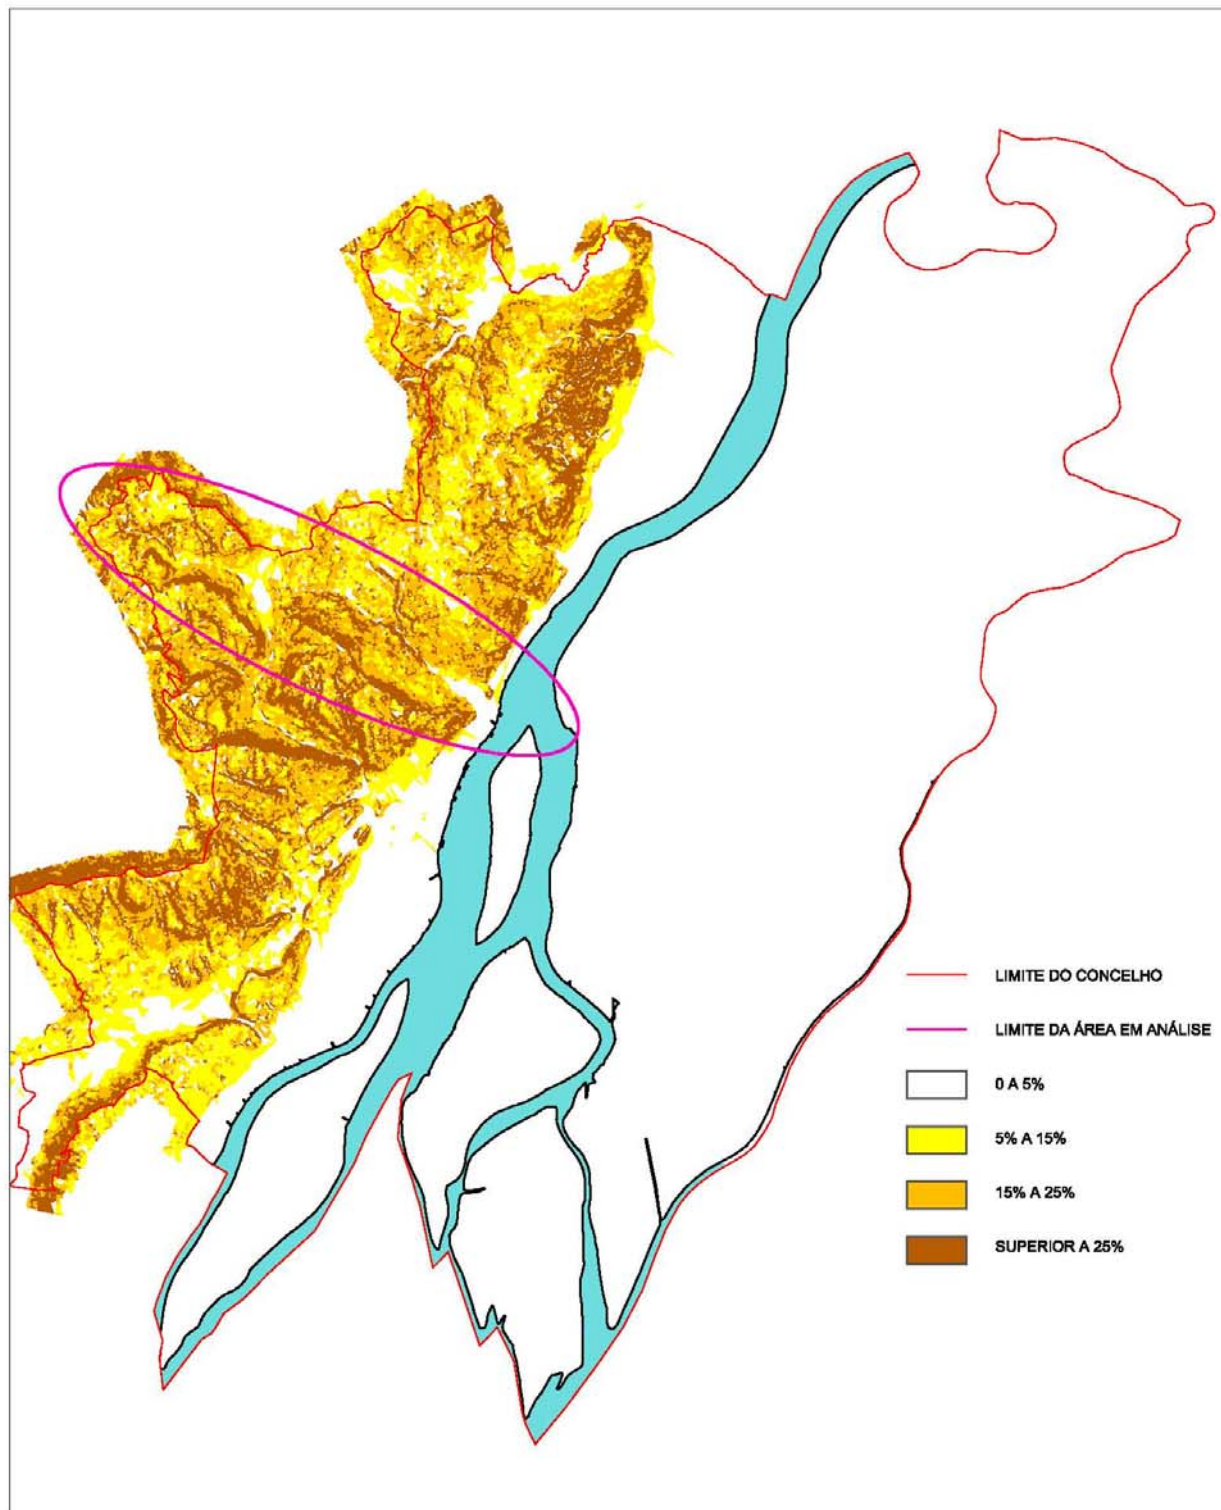 LIMITE DO CONCELHO
LIMITE DA ÁREA EM ANÁLISE
0 A 5%
5% A 15%
15% A 25%
SUPERIOR A 25%